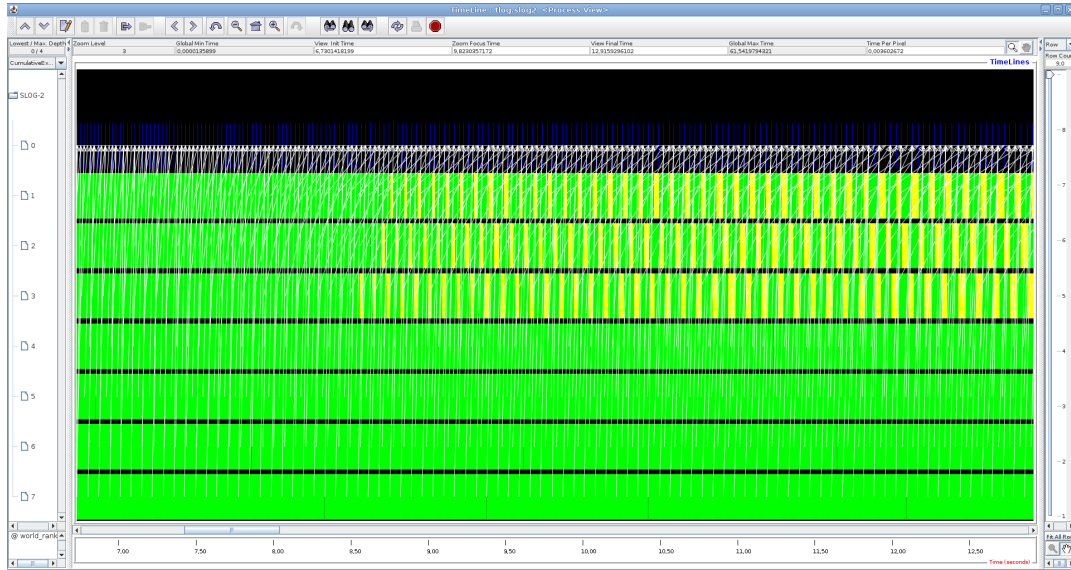 TimeLine : tlog.slog2 <Process View>
Lowest / Max. Depth Zoom Level Global Min Time View Init Time Zoom Focus Time View Final Time Global Max Time Time Per Pixel Row
0 / 4 3 0,0000135899 6,7301418199 9,8230357172 12,9159296102 61,5419794321 0,003602672 Row Cou
CumulativeEx... 9,0
TimeLines
SLOG-2
0
1
2
3
4
5
6
7
8
7
6
5
4
3
2
1
@ world_rank
Fit All Ro
7,00 7,50 8,00 8,50 9,00 9,50 10,00 10,50 11,00 11,50 12,00 12,50
Time (seconds)